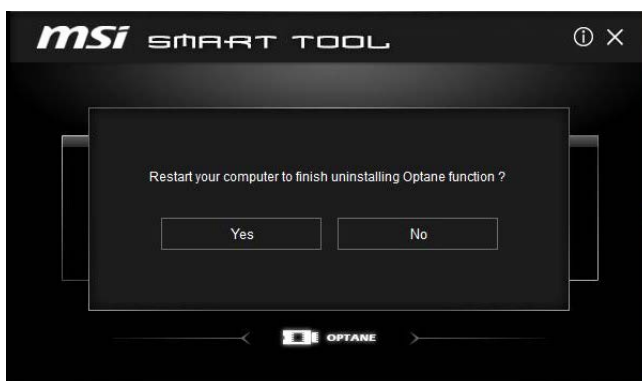 msi SMART TOOL
Restart your computer to finish uninstalling Optane function ?
Yes No
OPTANE